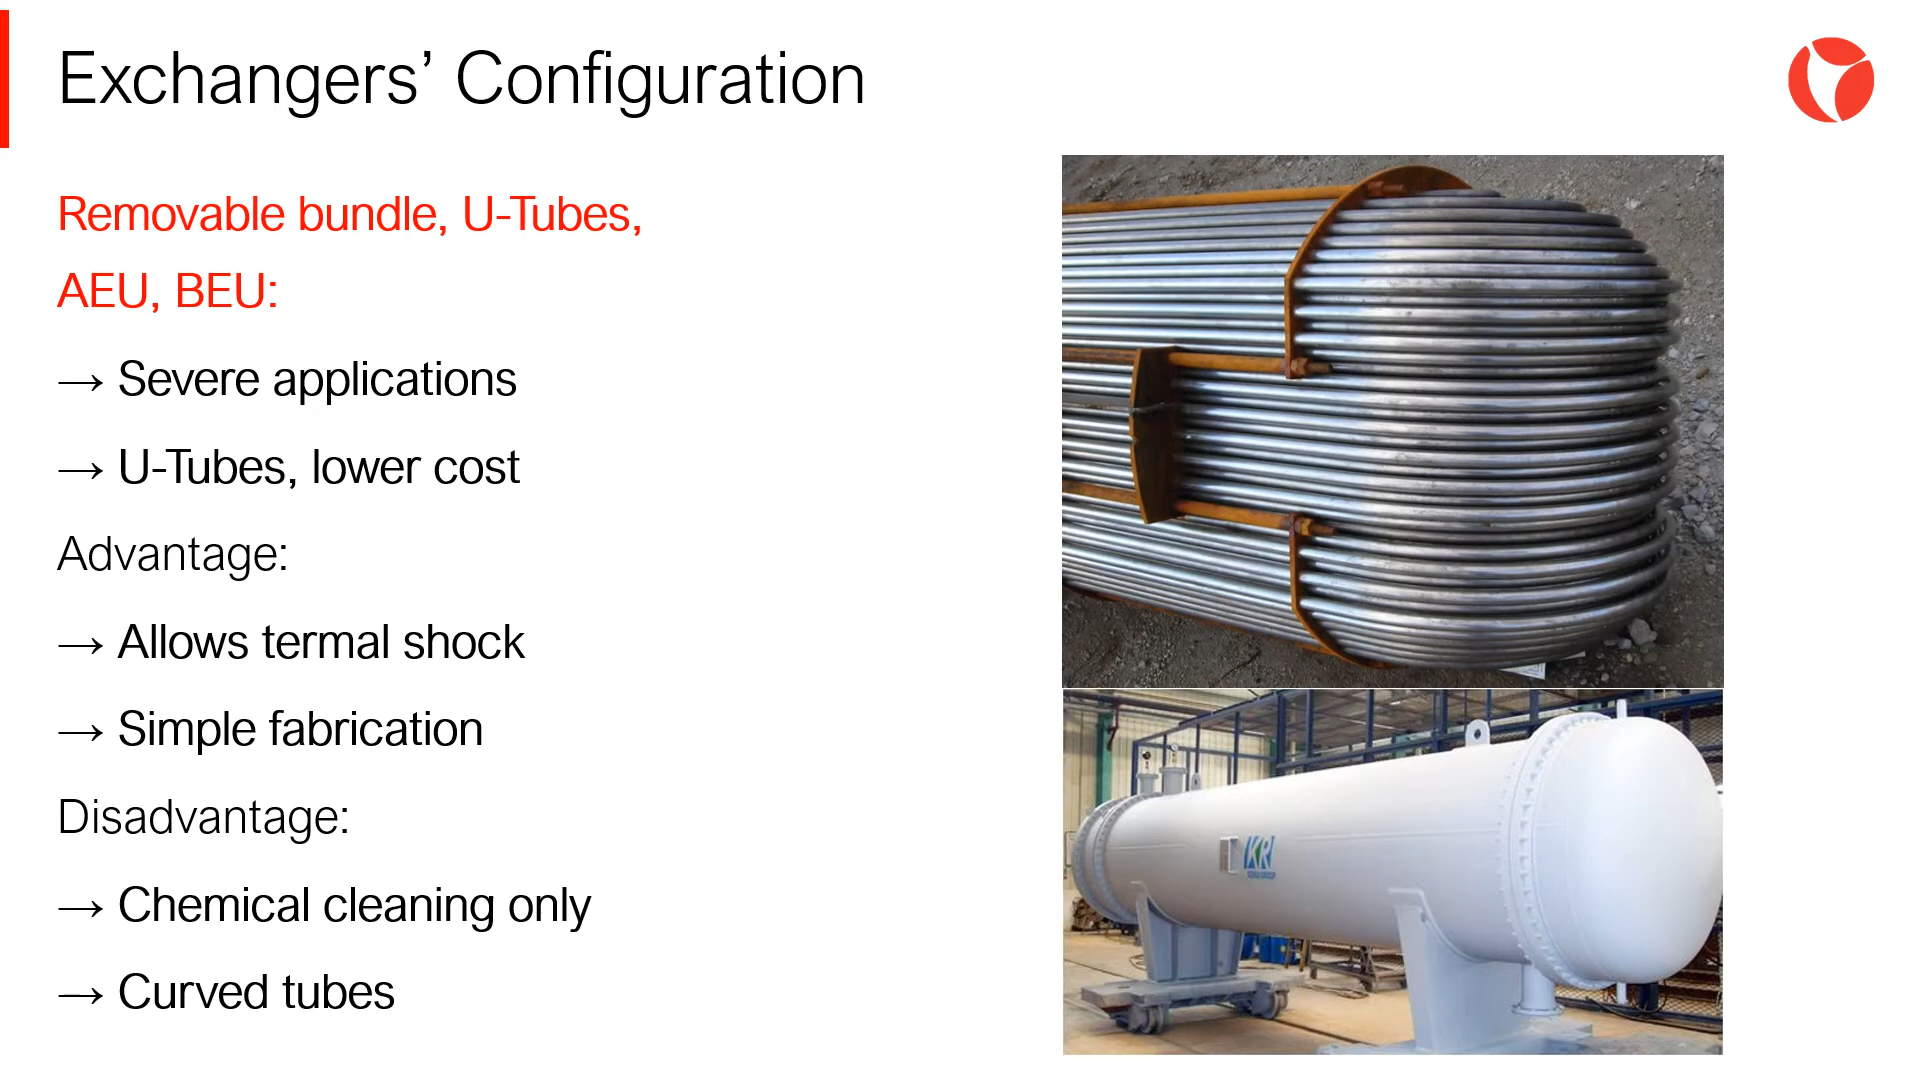 Exchangers’ Configuration
Removable bundle, U-Tubes,
AEU, BEU:
→ Severe applications
→ U-Tubes, lower cost
Advantage:
→ Allows termal shock
→ Simple fabrication
Disadvantage:
→ Chemical cleaning only
→ Curved tubes
KR